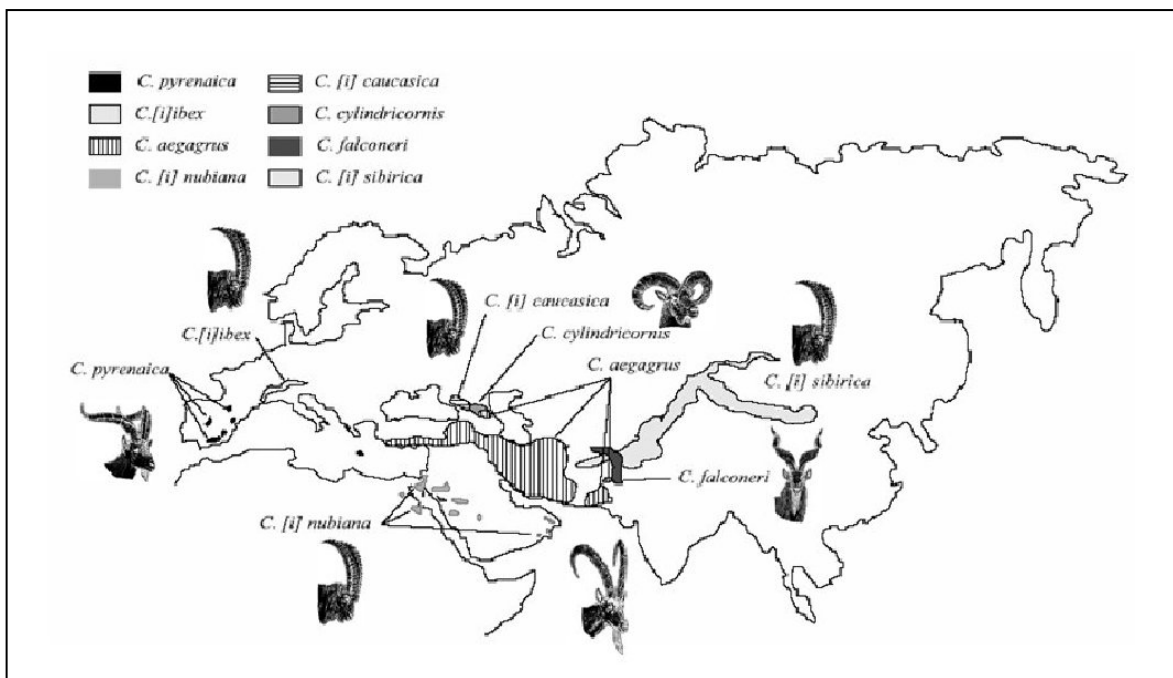 C. pyrenaica
C.[i]ibex
C. aegagrus
C. [i] nubiana
C. [i] caucasica
C. cylindricornis
C. falconeri
C. [i] sibirica
C. [i] caucasica
C.[i]ibex
C. cylindricornis
C. pyrenaica
C. aegagrus
C. [i] sibirica
C. falconeri
C. [i] nubiana